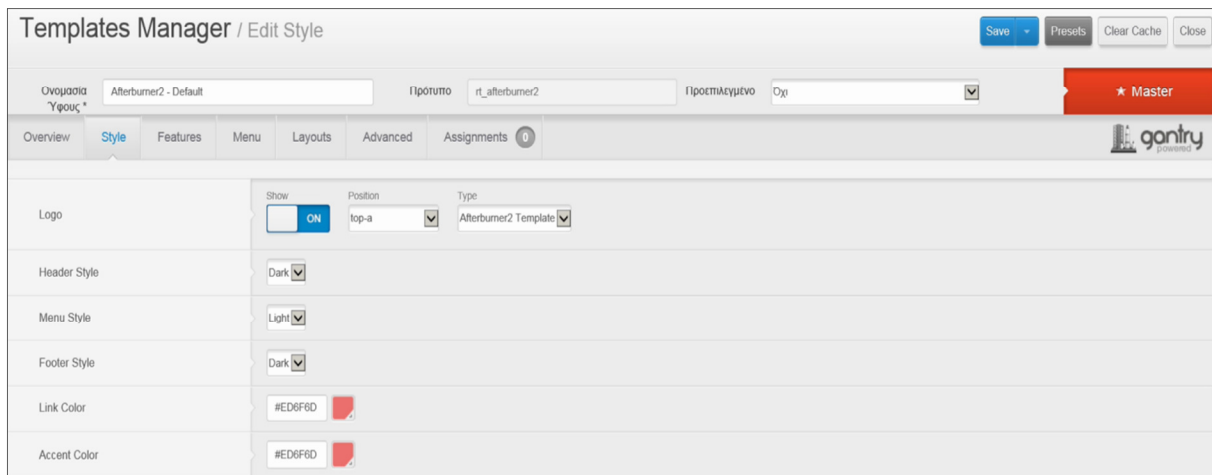 Templates Manager / Edit Style
Save
Presets
Clear Cache
Close
Ονομασία
Ύφους *
Afterburner2 - Default
Πρότυπο
rt_afterburner2
Προεπιλεγμένο
Όχι
★ Master
Overview
Style
Features
Menu
Layouts
Advanced
Assignments 0
gantry
powered
Logo
Show
ON
Position
top-a
Type
Afterburner2 Template
Header Style
Dark
Menu Style
Light
Footer Style
Dark
Link Color
#ED6F6D
Accent Color
#ED6F6D